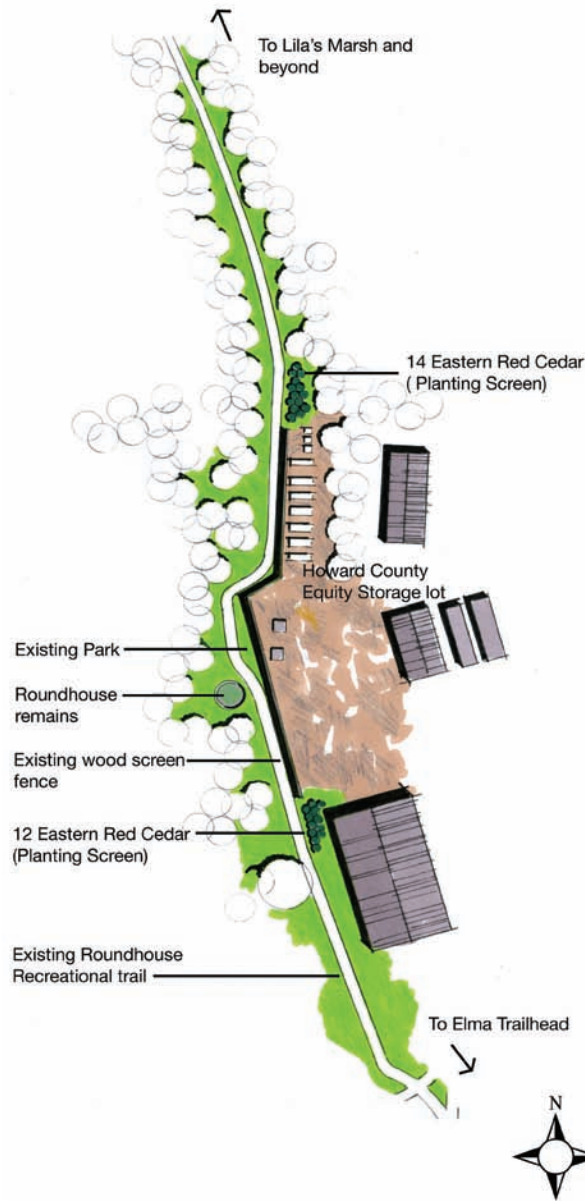 To Lila's Marsh and
beyond
14 Eastern Red Cedar
( Planting Screen)
Howard County
Equity Storage lot
Existing Park
Roundhouse
remains
Existing wood screen
fence
12 Eastern Red Cedar
(Planting Screen)
Existing Roundhouse
Recreational trail
To Elma Trailhead
N